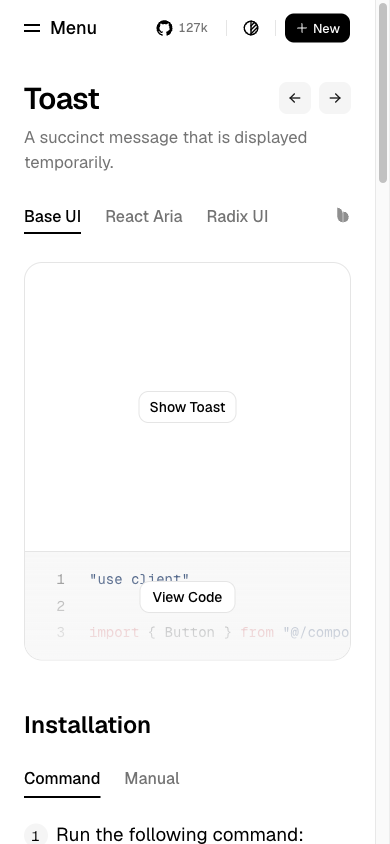 Menu 127k + New
Toast
A succinct message that is displayed
temporarily.
Base UI React Aria Radix UI
Show Toast
1 "use client"
2
View Code
3 import { Button } from "@/compo
Installation
Command Manual
1 Run the following command: